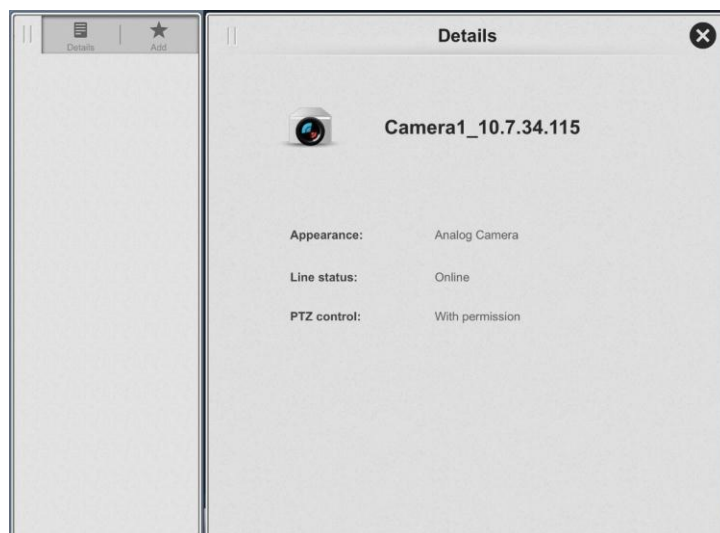 Details
Add
Details
Camera1_10.7.34.115
Appearance: Analog Camera
Line status: Online
PTZ control: With permission